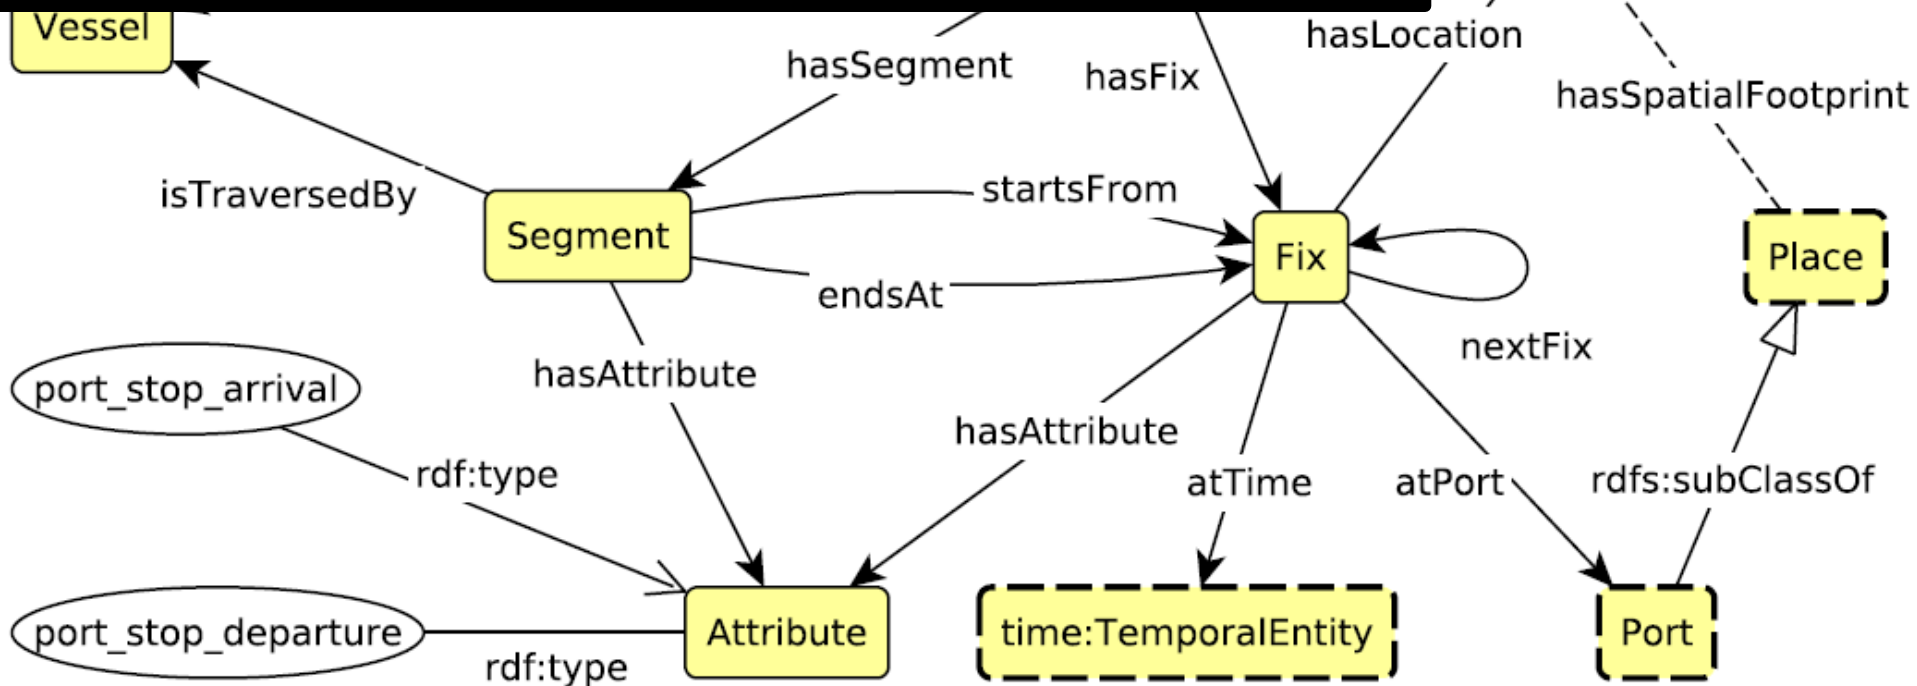 Vessel
hasLocation
hasSegment
hasFix
hasSpatialFootprint
isTraversedBy
startsFrom
Segment
Fix
Place
endsAt
nextFix
port_stop_arrival
hasAttribute
hasAttribute
rdf:type
atTime
atPort
rdfs:subClassOf
port_stop_departure
Attribute
time:TemporalEntity
Port
rdf:type